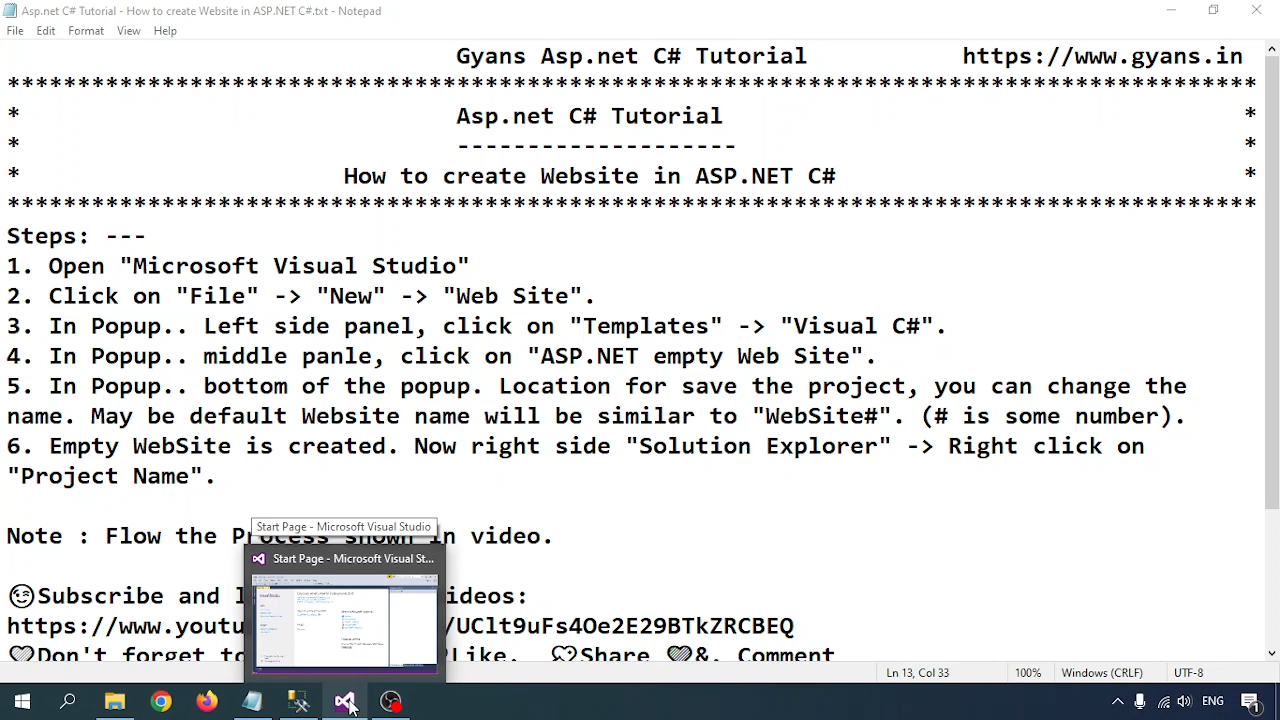 Asp.net C# Tutorial - How to create Website in ASP.NET C#.txt - Notepad
File Edit Format View Help
Gyans Asp.net C# Tutorial https://www.gyans.in
*****************************************************************************************
* Asp.net C# Tutorial *
* -------------------- *
* How to create Website in ASP.NET C# *
*****************************************************************************************
Steps: ---
1. Open "Microsoft Visual Studio"
2. Click on "File" -> "New" -> "Web Site".
3. In Popup.. Left side panel, click on "Templates" -> "Visual C#".
4. In Popup.. middle panle, click on "ASP.NET empty Web Site".
5. In Popup.. bottom of the popup. Location for save the project, you can change the
name. May be default Website name will be similar to "WebSite#". (# is some number).
6. Empty WebSite is created. Now right side "Solution Explorer" -> Right click on
"Project Name".
Note : Flow the Process shown in video.
Start Page - Microsoft Visual Studio
Start Page - Microsoft Visual St...
😉Subscribe and ideos:
https://www.youtu /UClt9uFs4Oe2E29BTkZRCBEQ
Don't forget to Like. Share &. Comment
Ln 13, Col 33 100% Windows (CRLF) UTF-8
ENG 1